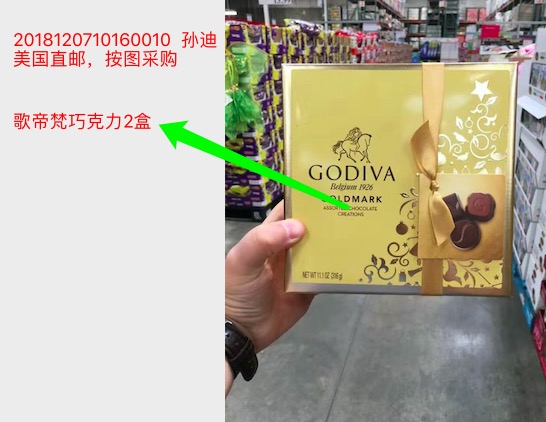 2018120710160010 孙迪
美国直邮，按图采购
歌帝梵巧克力2盒
GODIVA
Belgium 1926
GOLDMARK
ASSORTED CHOCOLATE
CREATIONS
NET WT 11.1 OZ (316 g)